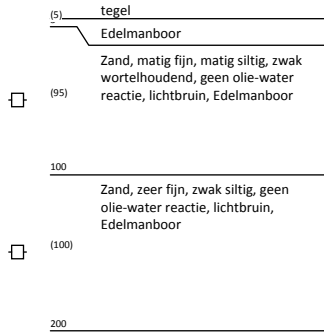 (5) tegel
Edelmanboor
Zand, matig fijn, matig siltig, zwak
wortelhoudend, geen olie-water
(95) reactie, lichtbruin, Edelmanboor
100
Zand, zeer fijn, zwak siltig, geen
olie-water reactie, lichtbruin,
Edelmanboor
(100)
200